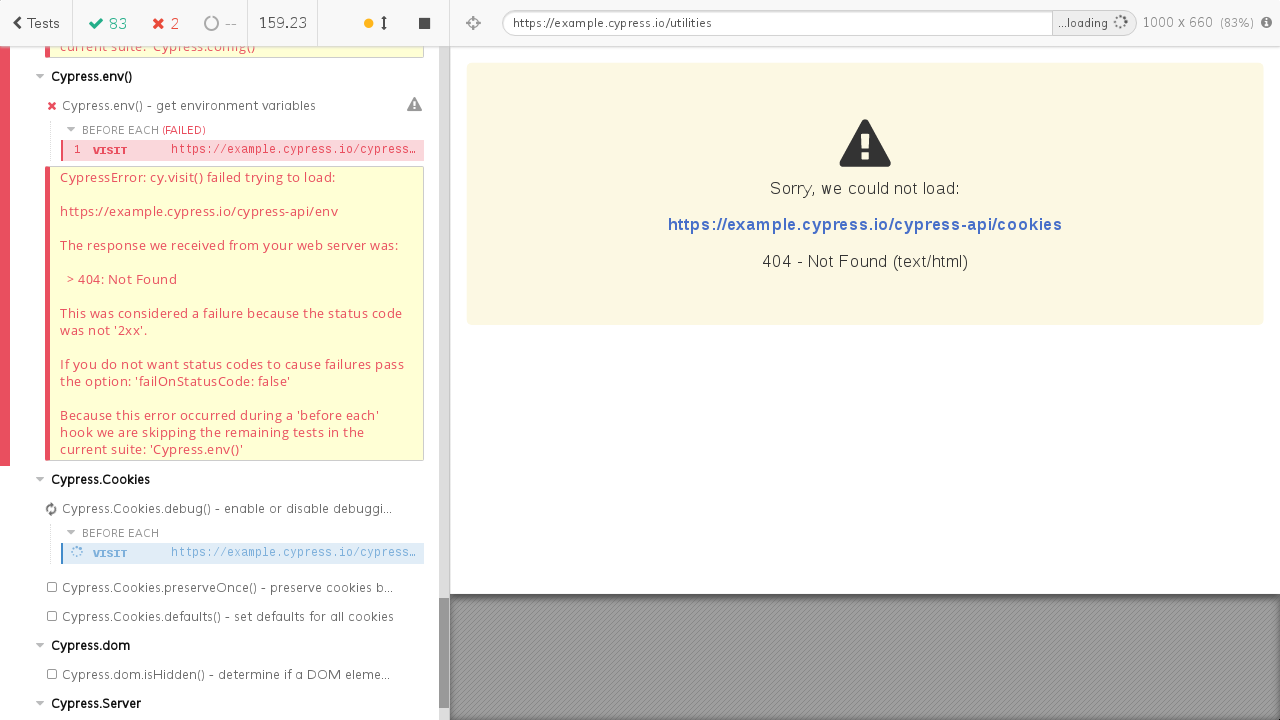 Tests
83
2
--
159.23
https://example.cypress.io/utilities
...loading
1000 x 660 (83%)
current suite: 'Cypress.config()'
Cypress.env()
Cypress.env() - get environment variables
BEFORE EACH (FAILED)
1 VISIT https://example.cypress.io/cypress…
CypressError: cy.visit() failed trying to load:
https://example.cypress.io/cypress-api/env
The response we received from your web server was:
> 404: Not Found
This was considered a failure because the status code
was not '2xx'.
If you do not want status codes to cause failures pass
the option: 'failOnStatusCode: false'
Because this error occurred during a 'before each'
hook we are skipping the remaining tests in the
current suite: 'Cypress.env()'
Cypress.Cookies
Cypress.Cookies.debug() - enable or disable debuggi...
BEFORE EACH
VISIT https://example.cypress.io/cypress…
Cypress.Cookies.preserveOnce() - preserve cookies b...
Cypress.Cookies.defaults() - set defaults for all cookies
Cypress.dom
Cypress.dom.isHidden() - determine if a DOM eleme...
Cypress.Server
Sorry, we could not load:
https://example.cypress.io/cypress-api/cookies
404 - Not Found (text/html)